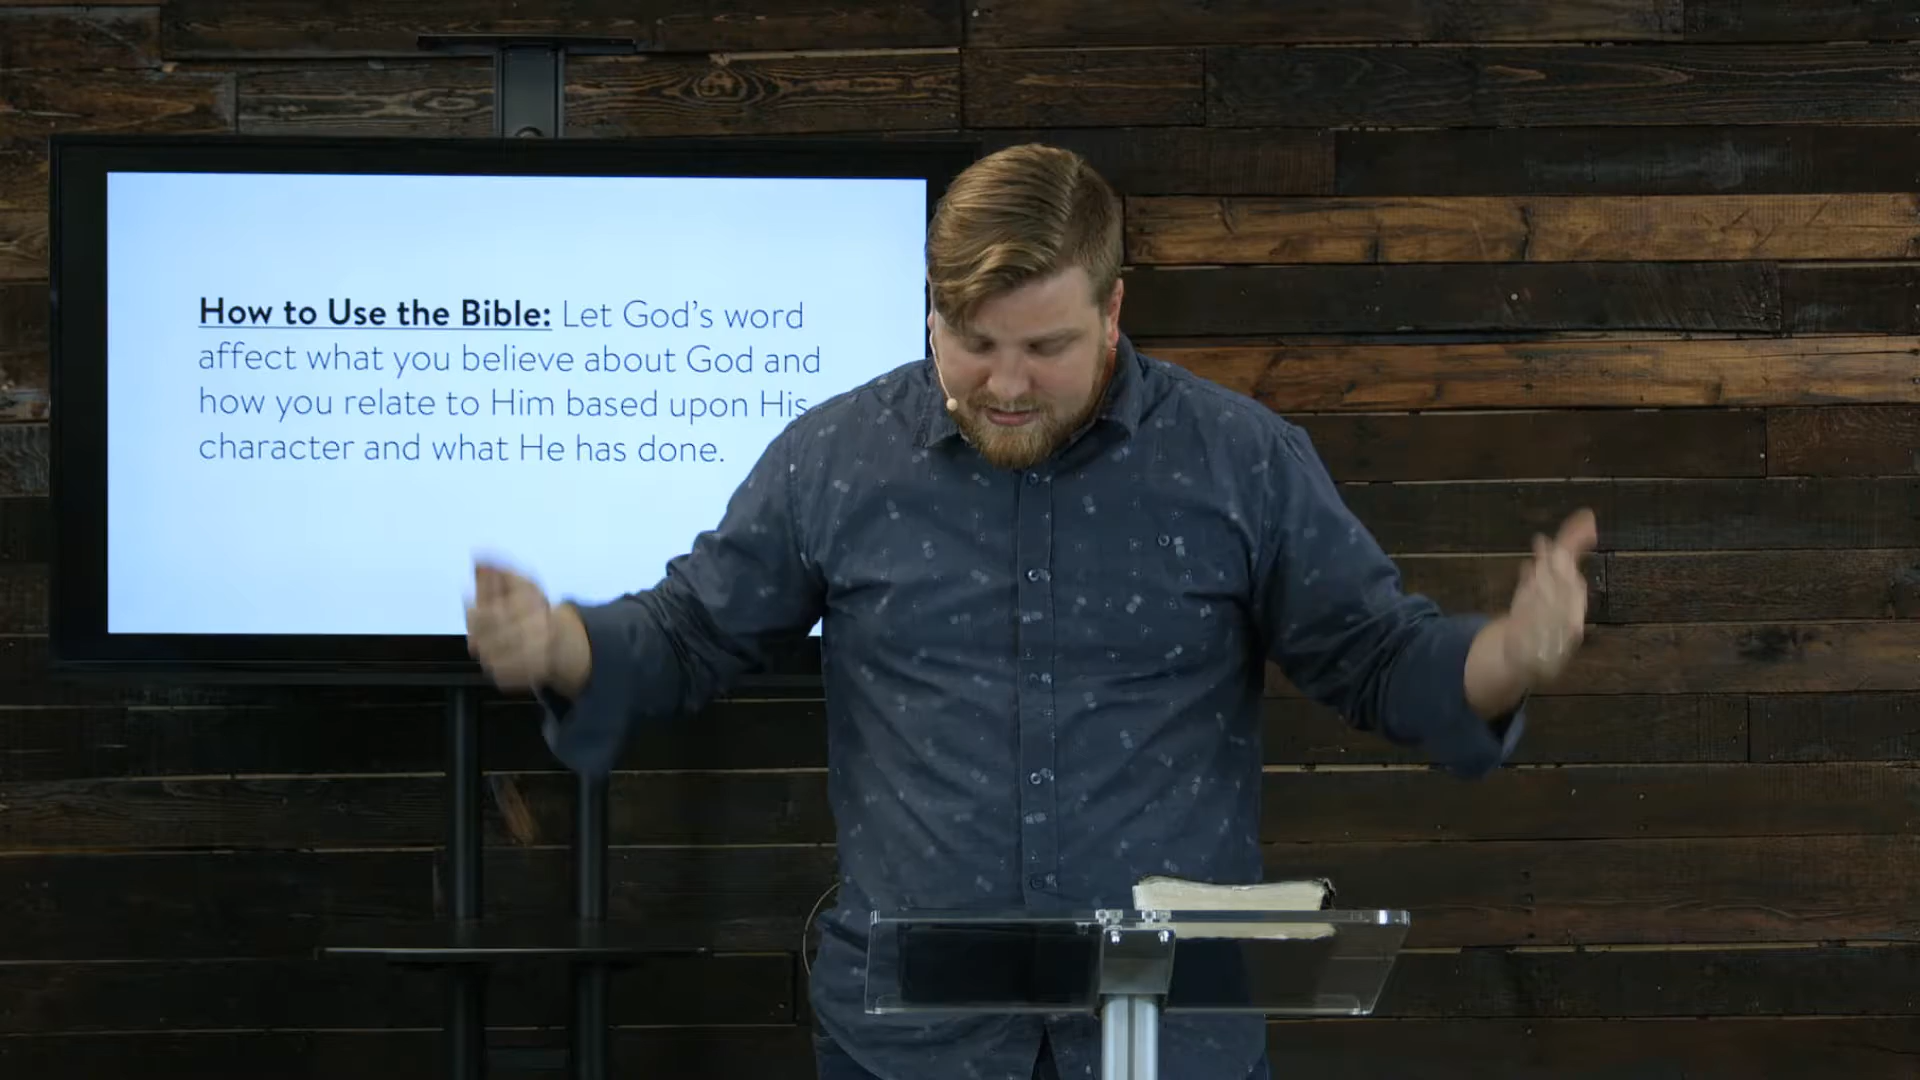 How to Use the Bible: Let God's word
affect what you believe about God and
how you relate to Him based upon His
character and what He has done.